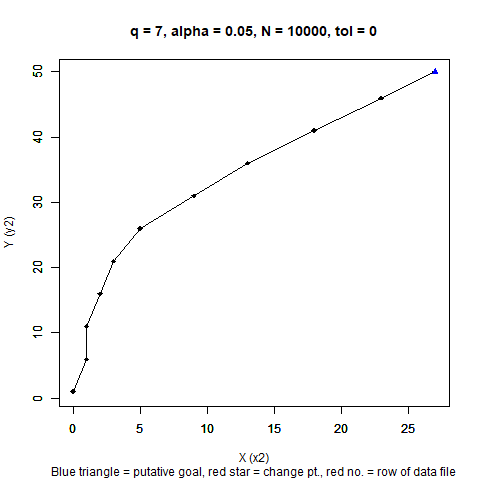 q = 7, alpha = 0.05, N = 10000, tol = 0
50
40
30
20
10
0
Y (y2)
0 5 10 15 20 25
X (x2)
Blue triangle = putative goal, red star = change pt., red no. = row of data file